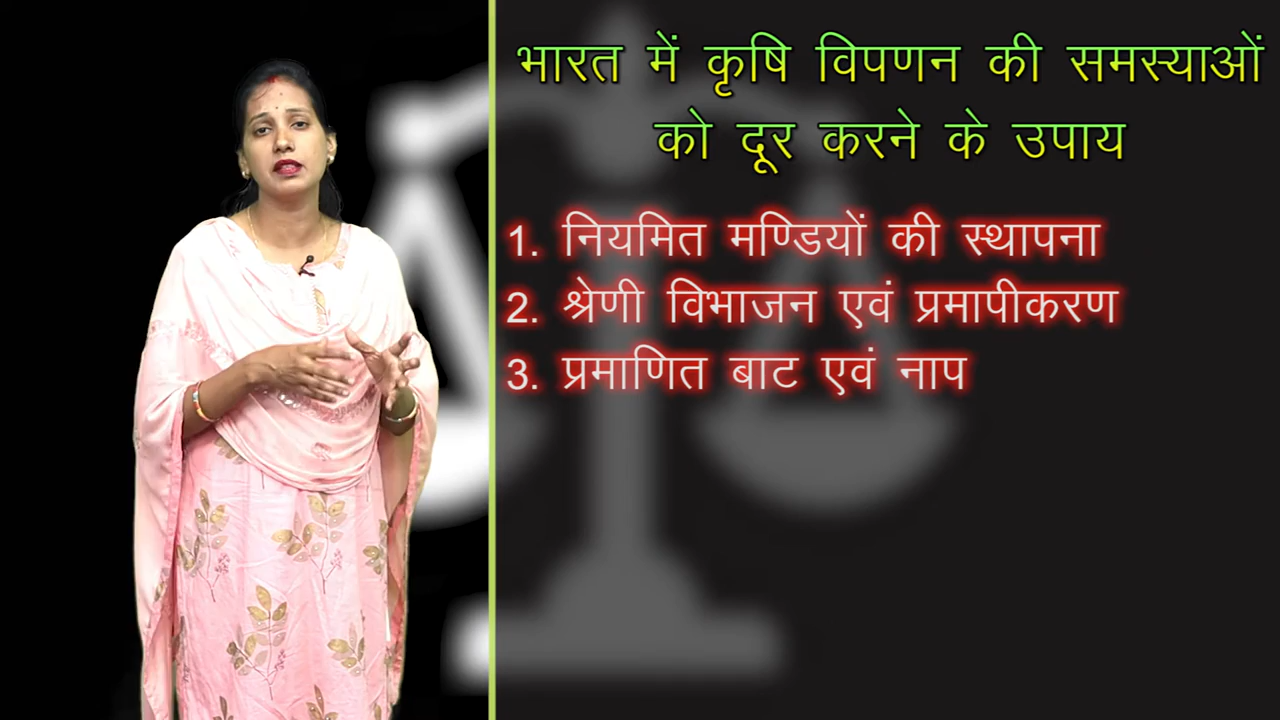 भारत में कृषि विपणन की समस्याओं
को दूर करने के उपाय
1. नियमित मण्डियों की स्थापना
2. श्रेणी विभाजन एवं प्रमापीकरण
3. प्रमाणित बाट एवं नाप